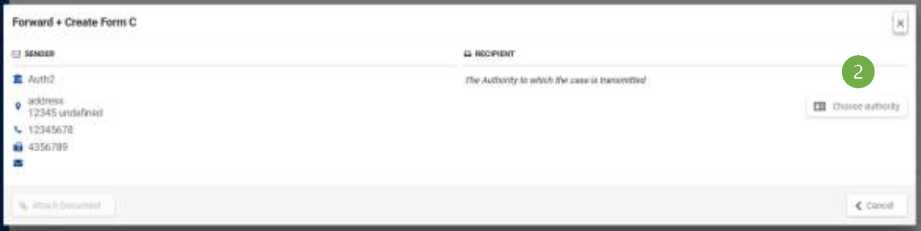 Forward + Create Form C
×
SENDER
RECIPIENT
Auth2
The Authority to which the case is transmitted
2
address
12345 undefined
Choose authority
12345678
4356789
Attach Document
Cancel